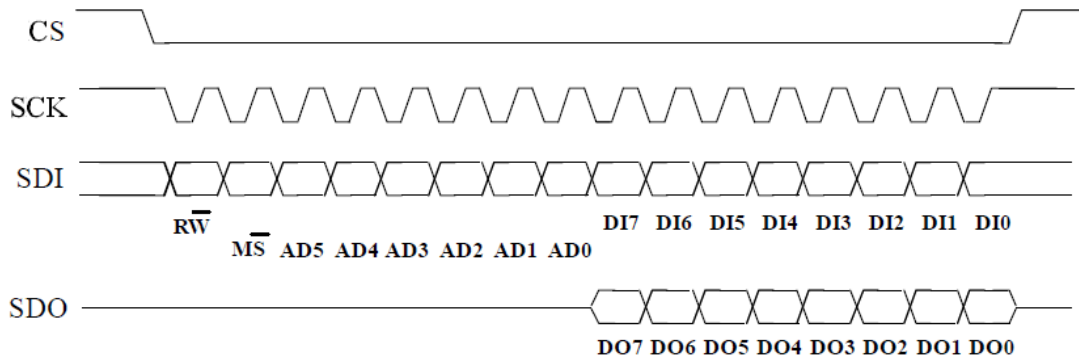 CS
SCK
SDI
RW̅ DI7 DI6 DI5 DI4 DI3 DI2 DI1 DI0
MS̅ AD5 AD4 AD3 AD2 AD1 AD0
SDO
DO7 DO6 DO5 DO4 DO3 DO2 DO1 DO0